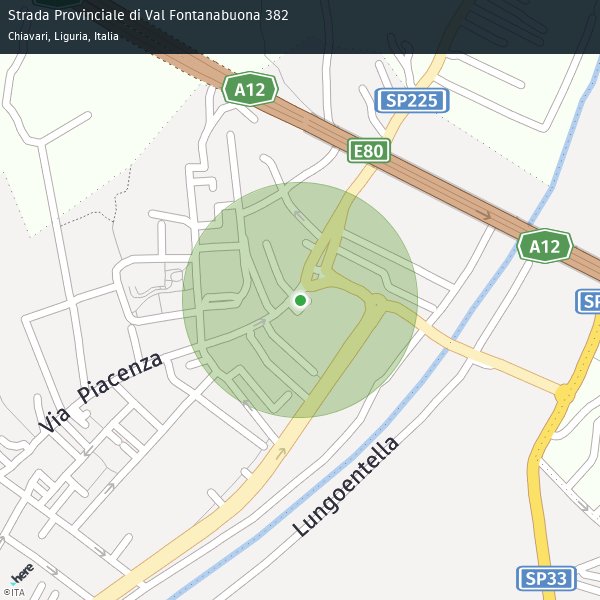 Strada Provinciale di Val Fontanabuona 382
Chiavari, Liguria, Italia
A12
SP225
E80
A12
SP
Via Piacenza
Lungoentella
here
SP33
©ITA